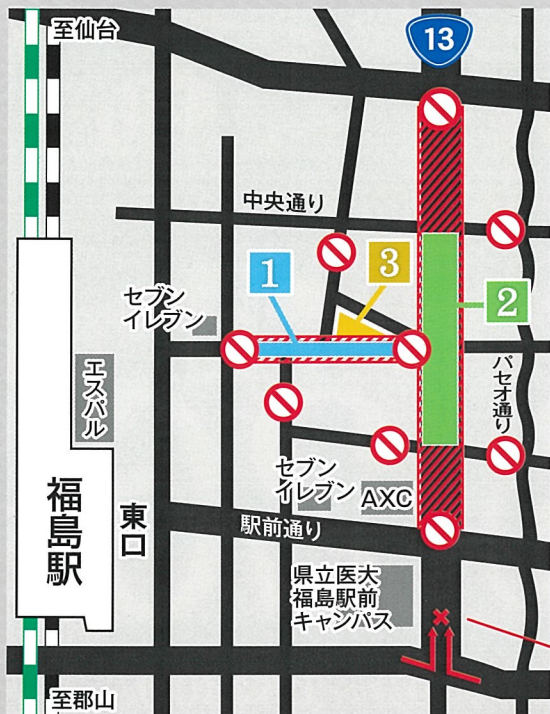 至仙台
13
中央通り
1
3
2
セブン
イレブン
エスパル
パセオ通り
福島駅
東口
セブン
イレブン
AXC
駅前通り
県立医大
福島駅前
キャンパス
至郡山